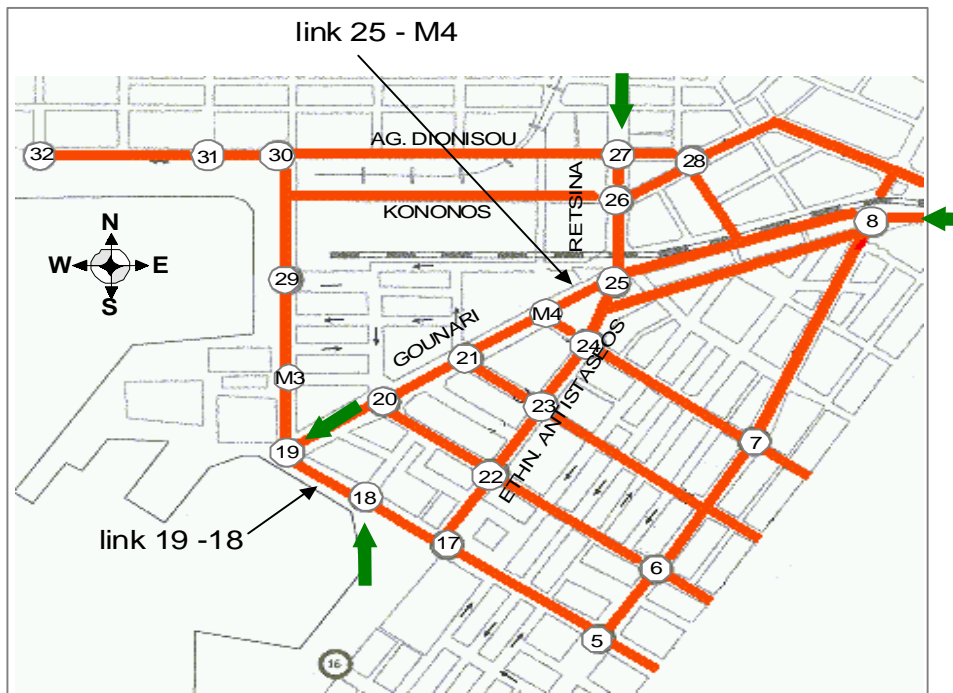 link 25 - M4
AG. DIONISOU
32
31
30
27
28
RETSINA
26
KONONOS
8
N
W
E
S
29
25
M4
GOUNARI
24
21
M3
20
23
ETHN. ANTISTASEOS
7
19
22
18
link 19 -18
17
6
5
16